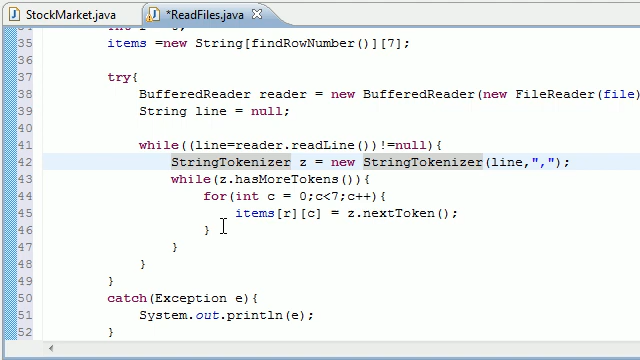 StockMarket.java *ReadFiles.java
35 items =new String[findRowNumber()][7];
36
37 try{
38 BufferedReader reader = new BufferedReader(new FileReader(file)
39 String line = null;
40
41 while((line=reader.readLine())!=null){
42 StringTokenizer z = new StringTokenizer(line,",");
43 while(z.hasMoreTokens()){
44 for(int c = 0;c<7;c++){
45 items[r][c] = z.nextToken();
46 }
47 }
48 }
49 }
50 catch(Exception e){
51 System.out.println(e);
52 }